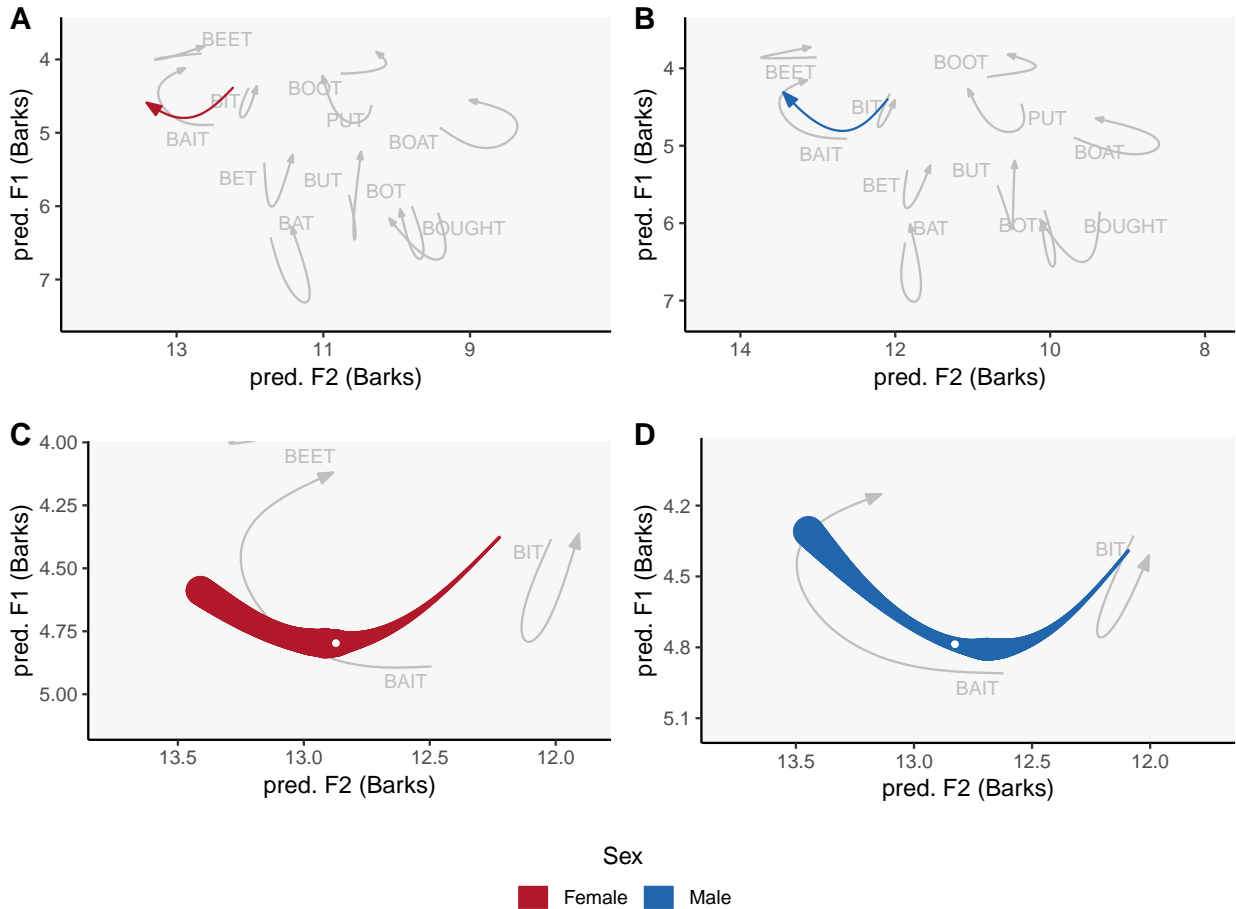 A
BEET
BIT
BOOT
PUT
BAIT
BOAT
BET
BUT
BOT
BAT
BOUGHT
4
5
6
7
13
11
9
pred. F1 (Barks)
pred. F2 (Barks)
B
BEET
BOOT
BIT
PUT
BAIT
BOAT
BET
BUT
BAT
BOT
BOUGHT
4
5
6
7
14
12
10
8
pred. F1 (Barks)
pred. F2 (Barks)
C
BEET
BIT
BAIT
4.00
4.25
4.50
4.75
5.00
13.5
13.0
12.5
12.0
pred. F1 (Barks)
pred. F2 (Barks)
D
BIT
BAIT
4.2
4.5
4.8
5.1
13.5
13.0
12.5
12.0
pred. F1 (Barks)
pred. F2 (Barks)
Sex
Female
Male